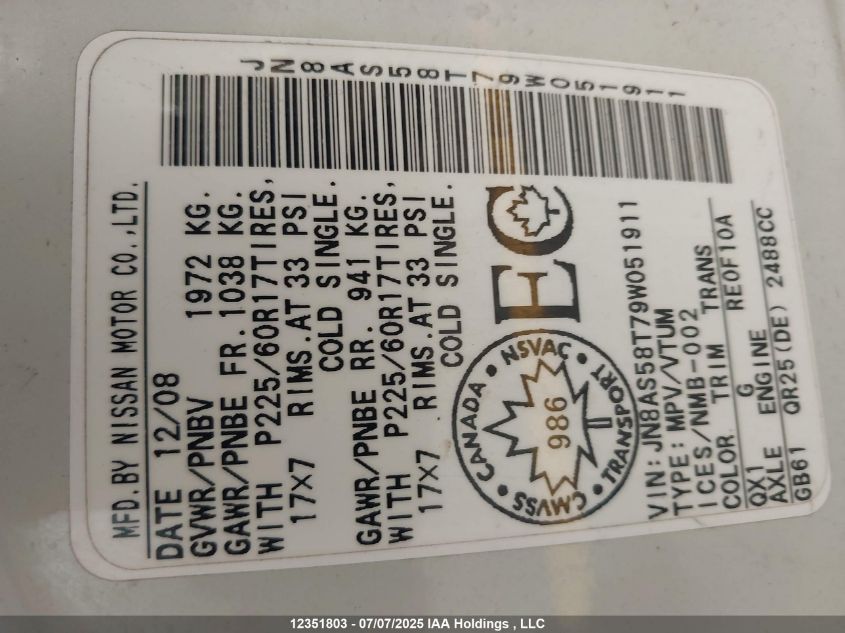 MFD.BY NISSAN MOTOR CO.,LTD.
DATE 12/08
GVWR/PNBV 1972 KG.
GAWR/PNBE FR. 1038 KG.
WITH P225/60R17TIRES,
17X7 RIMS.AT 33 PSI
COLD SINGLE.
GAWR/PNBE RR. 941 KG.
WITH P225/60R17TIRES,
17X7 RIMS.AT 33 PSI
COLD SINGLE.
CANADA • NSVAC • TRANSPORT • CMVSS
986
EC
VIN:JN8AS58T79W051911
TYPE:MPV/VTUM
ICES/NMB-002
COLOR TRIM TRANS
QX1 G RE0F10A
AXLE ENGINE
GB61 QR25(DE) 2488CC
JN8AS58T79W051911
12351803 - 07/07/2025 IAA Holdings , LLC